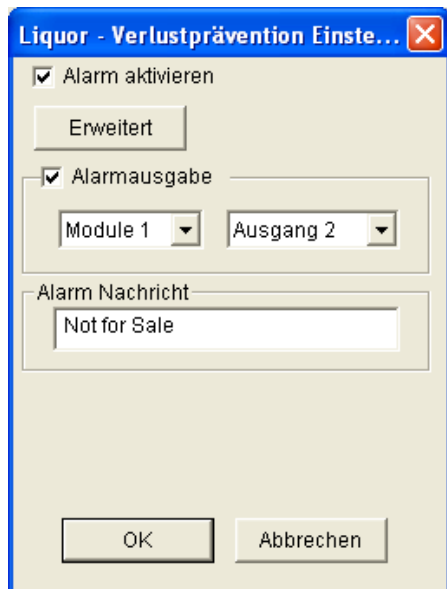 Liquor - Verlustprävention Einste...
Alarm aktivieren
Erweitert
Alarmausgabe
Module 1
Ausgang 2
Alarm Nachricht
Not for Sale
OK
Abbrechen